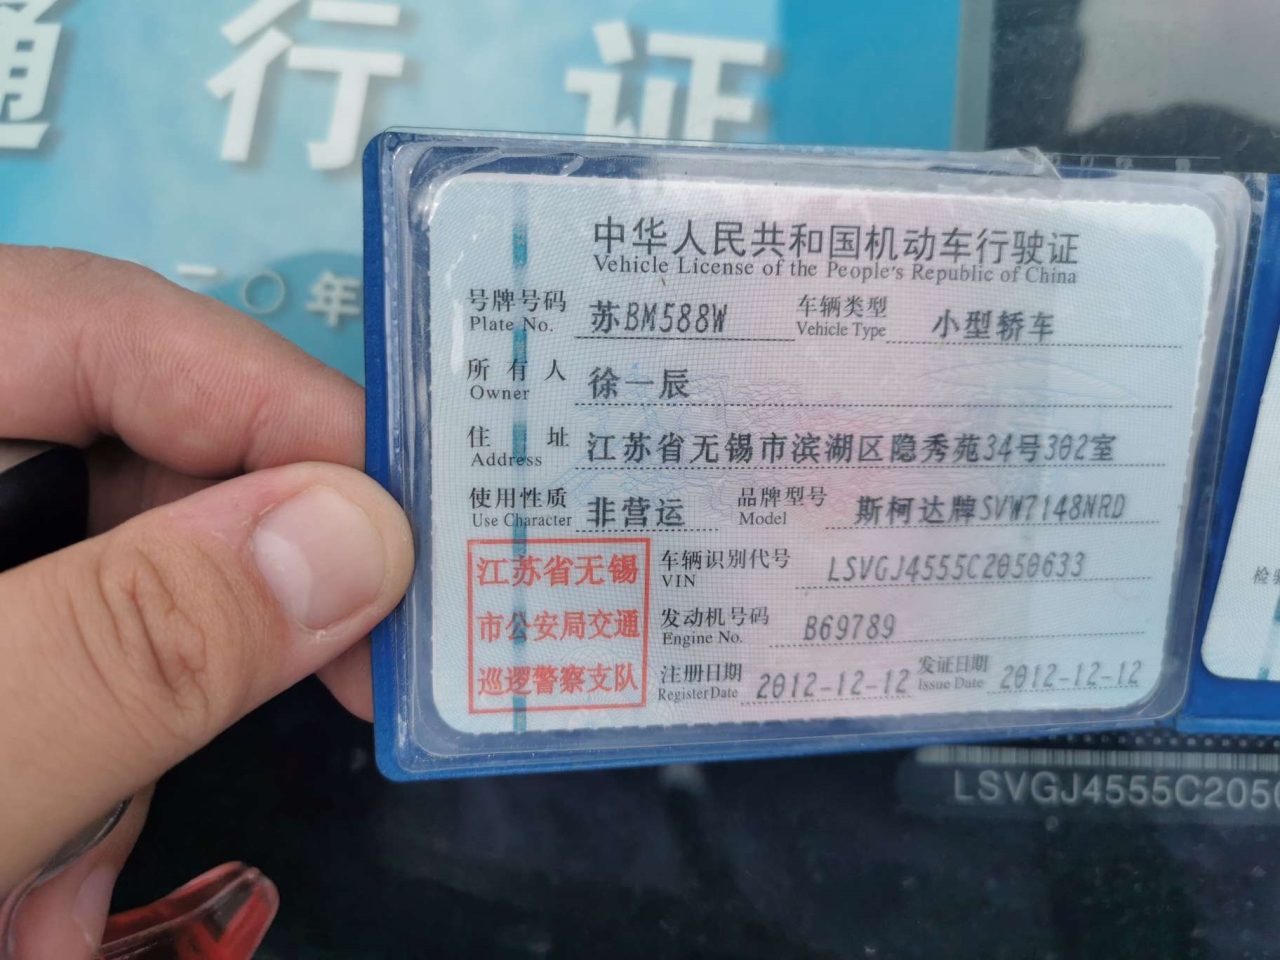 通行证
二〇年
中华人民共和国机动车行驶证
Vehicle License of the People's Republic of China
号牌号码 苏BM588W 车辆类型 小型轿车
Plate No. Vehicle Type
所有人 徐一辰
Owner
住址 江苏省无锡市滨湖区隐秀苑34号302室
Address
使用性质 非营运 品牌型号 斯柯达牌SVW7148NRD
Use Character Model
江苏省无锡
市公安局交通
巡逻警察支队
车辆识别代号 LSVGJ4555C2050633
VIN
发动机号码 B69789
Engine No.
注册日期 2012-12-12 发证日期 2012-12-12
Register Date Issue Date
检验
LSVGJ4555C2050